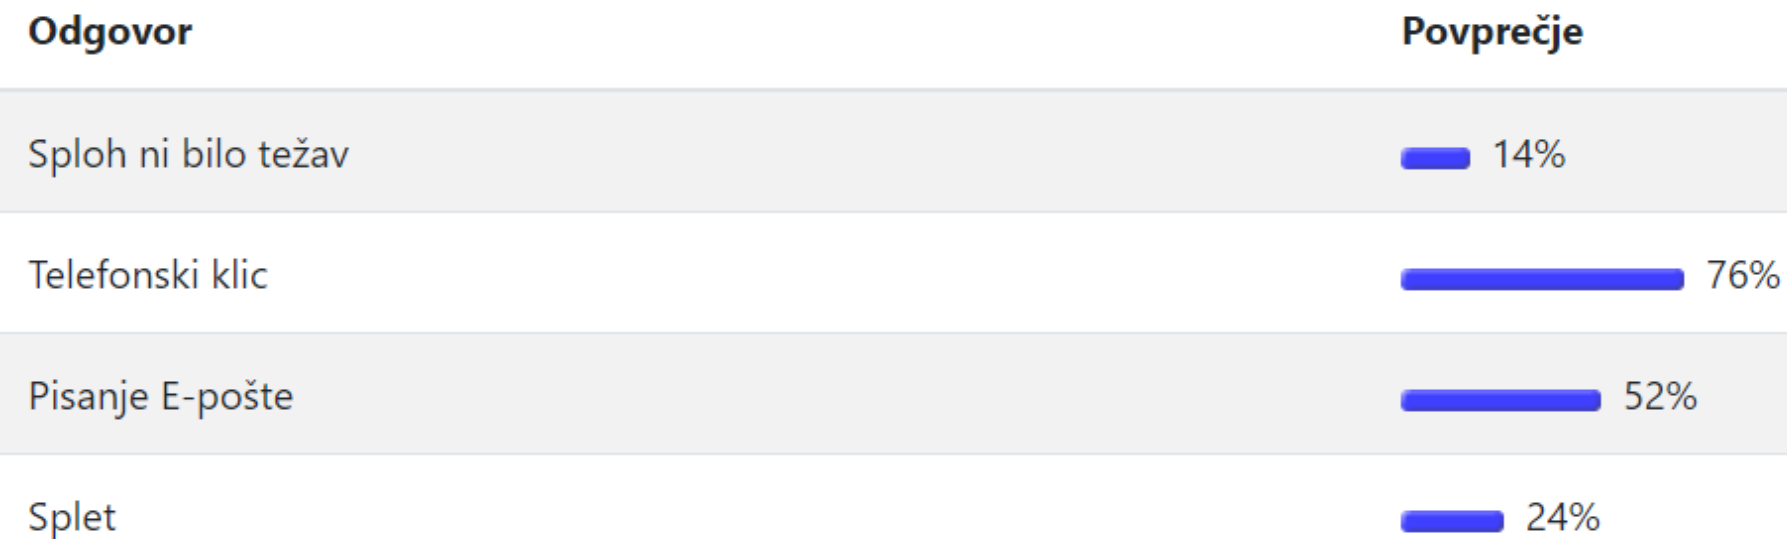 Odgovor Povprečje
Sploh ni bilo težav 14%
Telefonski klic 76%
Pisanje E-pošte 52%
Splet 24%